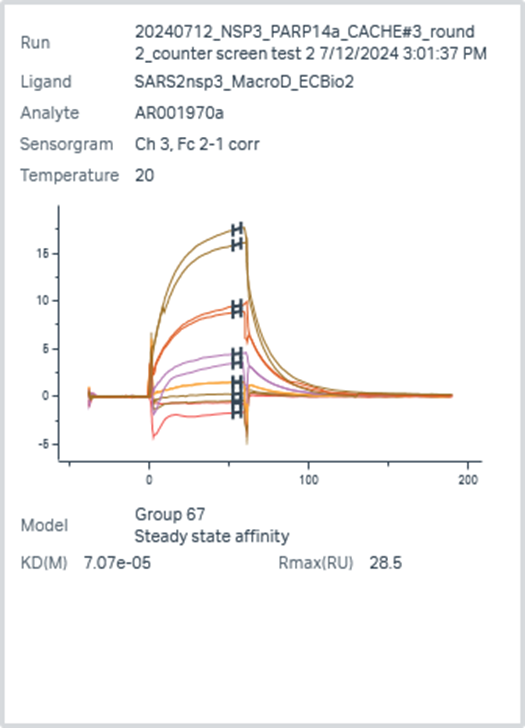 Run
20240712_NSP3_PARP14a_CACHE#3_round
2_counter screen test 2 7/12/2024 3:01:37 PM
Ligand SARS2nsp3_MacroD_ECBio2
Analyte AR001970a
Sensorgram Ch 3, Fc 2-1 corr
Temperature 20
15
10
5
0
-5
0 100 200
Model
Group 67
Steady state affinity
KD(M) 7.07e-05 Rmax(RU) 28.5